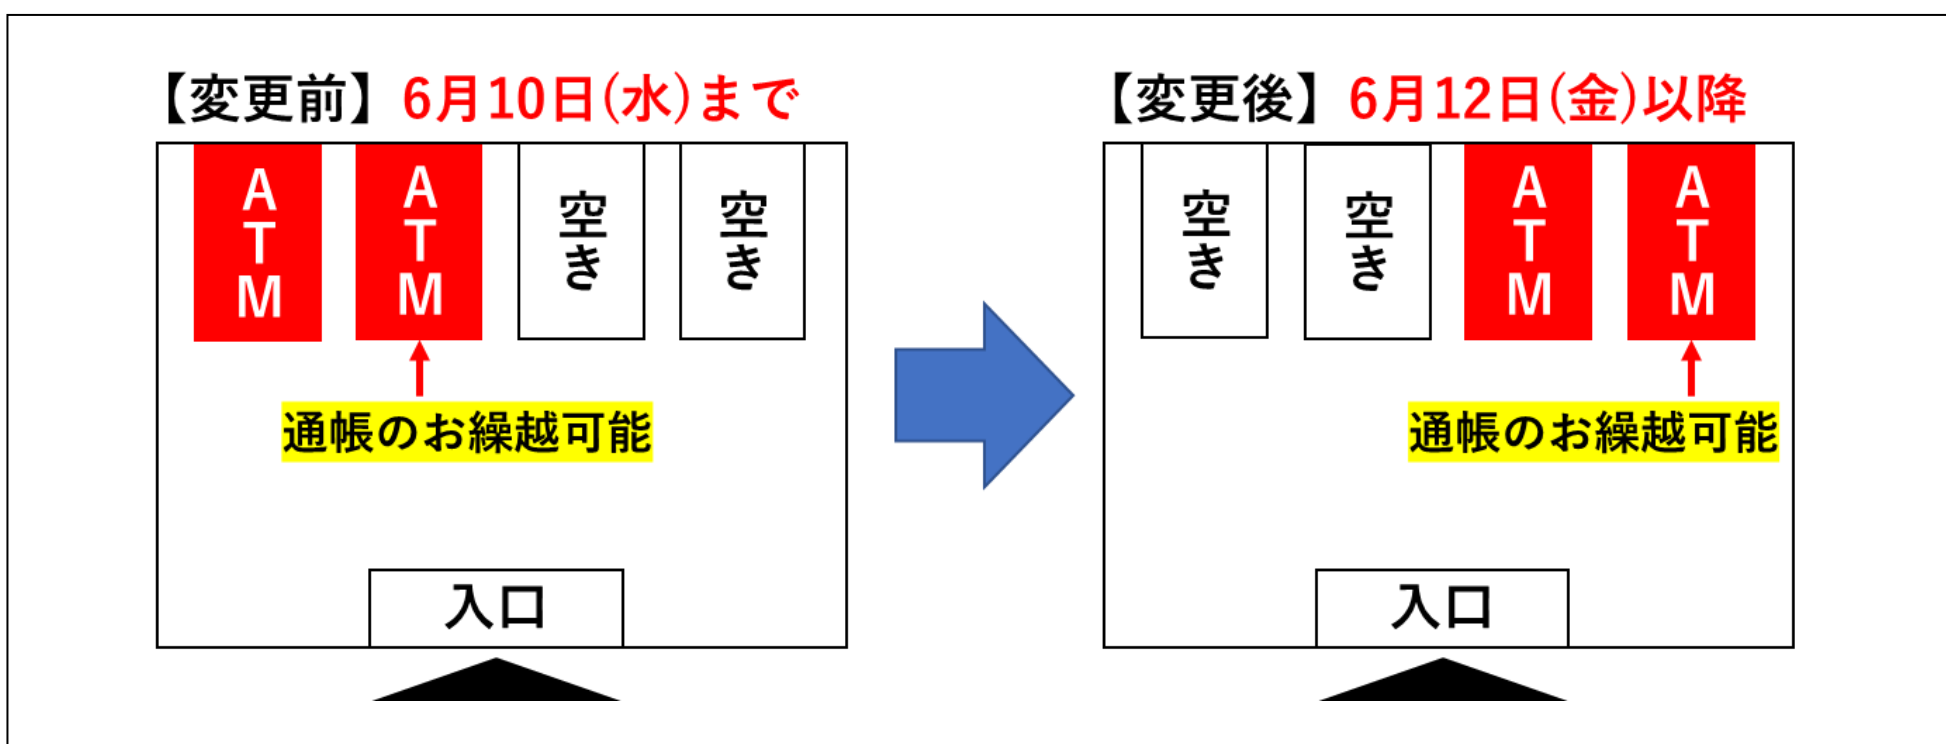 【変更前】6月10日(水)まで
ATM
ATM
空き
空き
通帳のお繰越可能
入口
【変更後】6月12日(金)以降
空き
空き
ATM
ATM
通帳のお繰越可能
入口